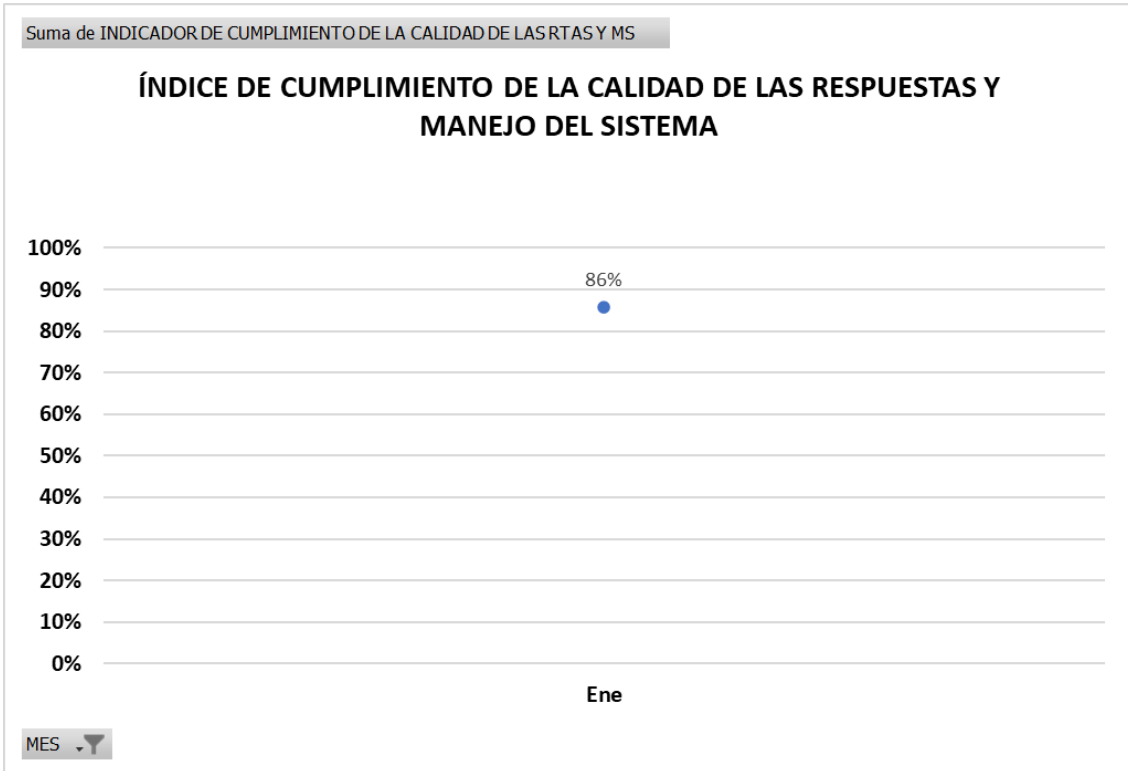 Suma de INDICADOR DE CUMPLIMIENTO DE LA CALIDAD DE LAS RTAS Y MS
ÍNDICE DE CUMPLIMIENTO DE LA CALIDAD DE LAS RESPUESTAS Y
MANEJO DEL SISTEMA
100%
86%
90%
80%
70%
60%
50%
40%
30%
20%
10%
0%
Ene
MES